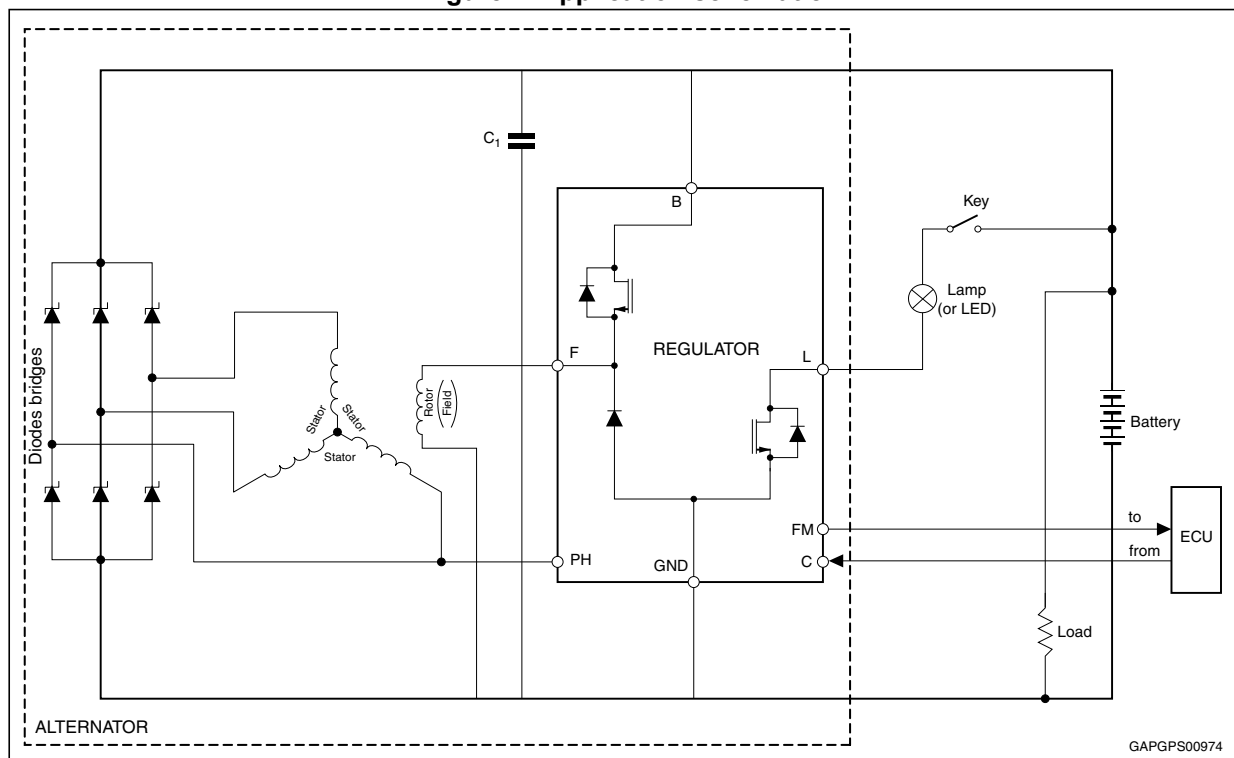 C1
B
Key
Lamp
(or LED)
REGULATOR
F
L
Rotor
(Field)
Diodes bridges
Stator
Stator
Stator
Battery
FM
to
ECU
from
C
PH
GND
Load
ALTERNATOR
GAPGPS00974